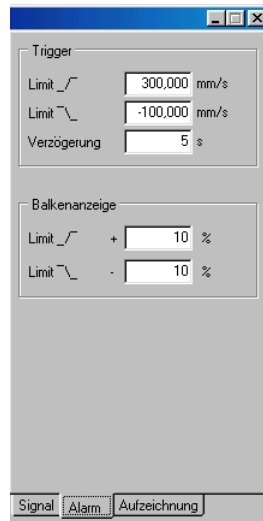 Trigger
Limit _/‾ 300,000 mm/s
Limit ‾\_ -100,000 mm/s
Verzögerung 5 s
Balkenanzeige
Limit _/‾ + 10 %
Limit ‾\_ - 10 %
Signal Alarm Aufzeichnung